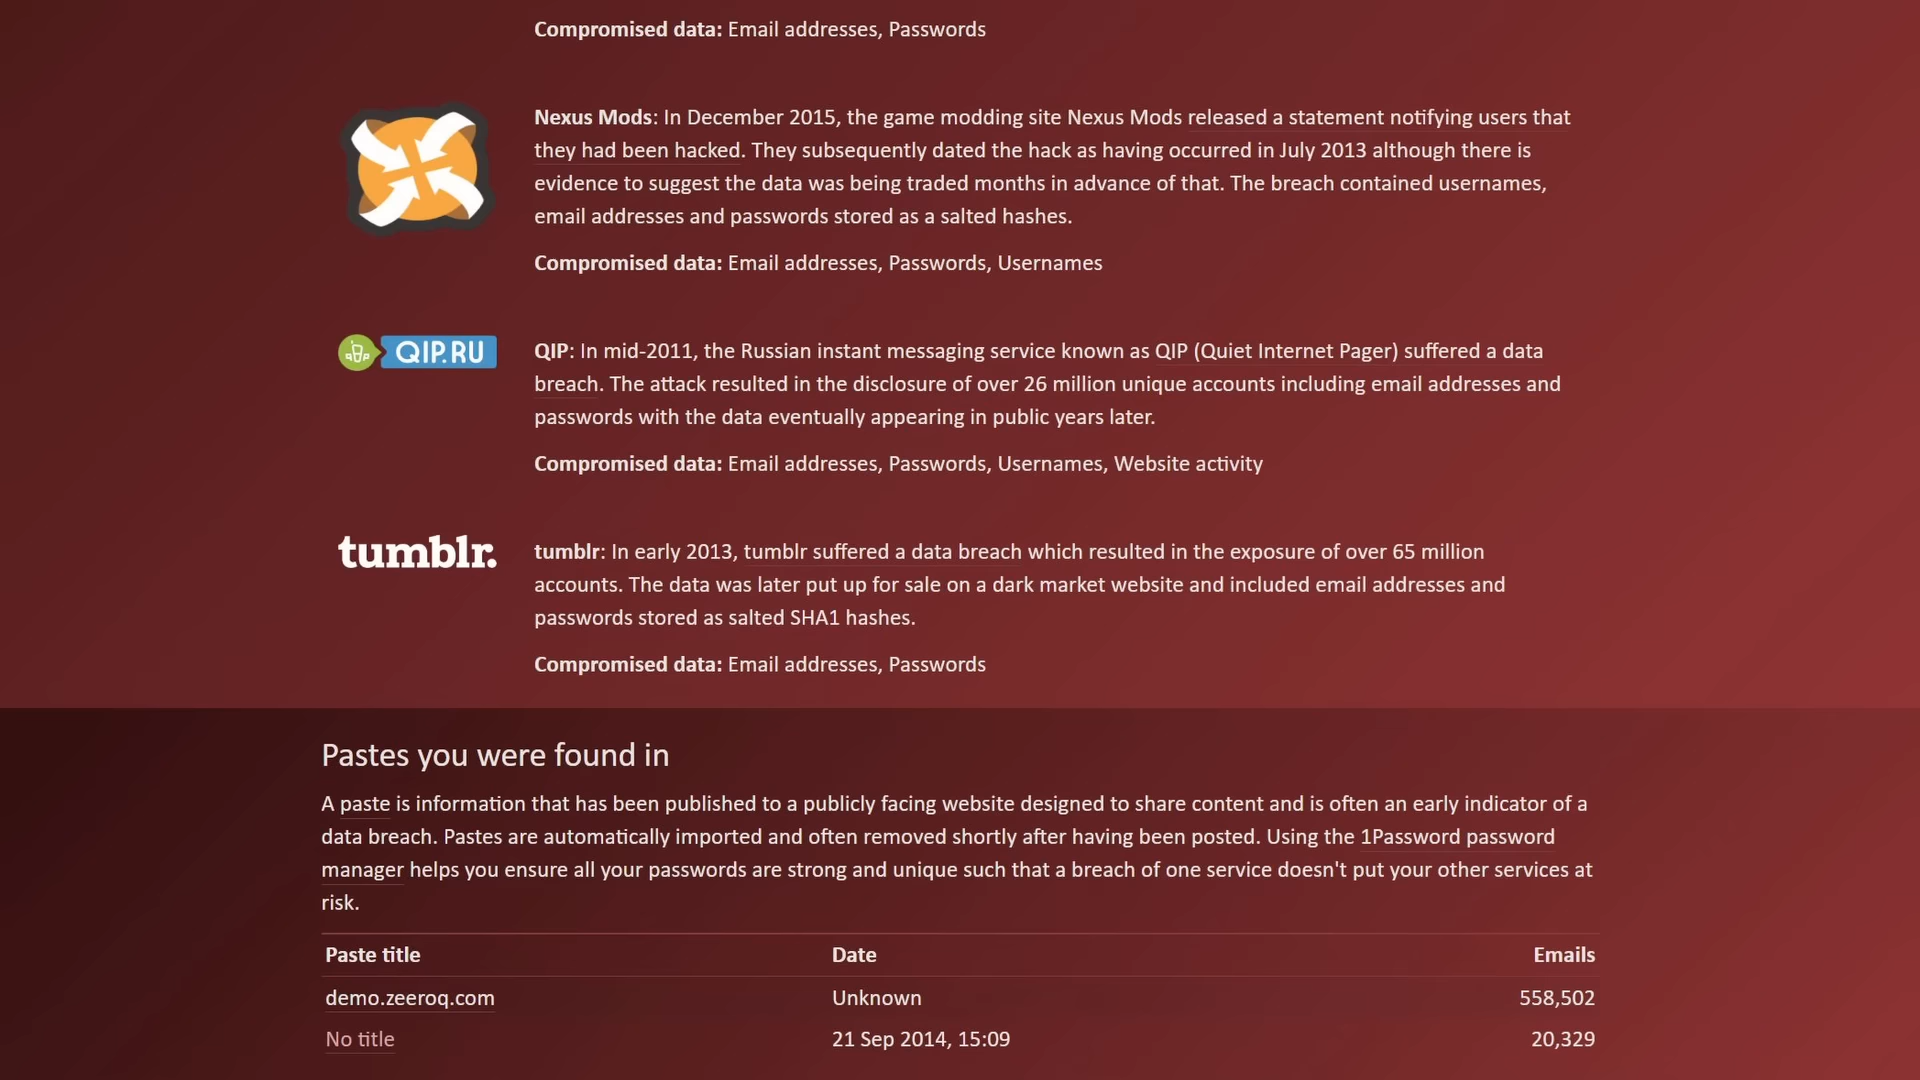 Compromised data: Email addresses, Passwords
Nexus Mods: In December 2015, the game modding site Nexus Mods released a statement notifying users that
they had been hacked. They subsequently dated the hack as having occurred in July 2013 although there is
evidence to suggest the data was being traded months in advance of that. The breach contained usernames,
email addresses and passwords stored as a salted hashes.
Compromised data: Email addresses, Passwords, Usernames
QIP.RU
QIP: In mid-2011, the Russian instant messaging service known as QIP (Quiet Internet Pager) suffered a data
breach. The attack resulted in the disclosure of over 26 million unique accounts including email addresses and
passwords with the data eventually appearing in public years later.
Compromised data: Email addresses, Passwords, Usernames, Website activity
tumblr.
tumblr: In early 2013, tumblr suffered a data breach which resulted in the exposure of over 65 million
accounts. The data was later put up for sale on a dark market website and included email addresses and
passwords stored as salted SHA1 hashes.
Compromised data: Email addresses, Passwords
Pastes you were found in
A paste is information that has been published to a publicly facing website designed to share content and is often an early indicator of a
data breach. Pastes are automatically imported and often removed shortly after having been posted. Using the 1Password password
manager helps you ensure all your passwords are strong and unique such that a breach of one service doesn't put your other services at
risk.
Paste title Date Emails
demo.zeeroq.com Unknown 558,502
No title 21 Sep 2014, 15:09 20,329